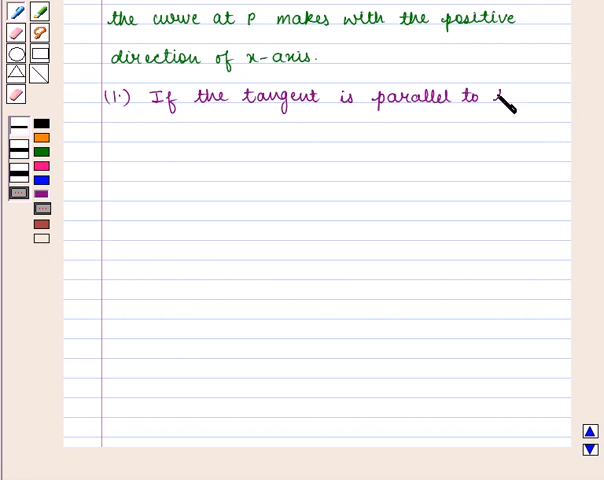 the curve at P makes with the positive
direction of x-axis.
(1.) If the tangent is parallel to